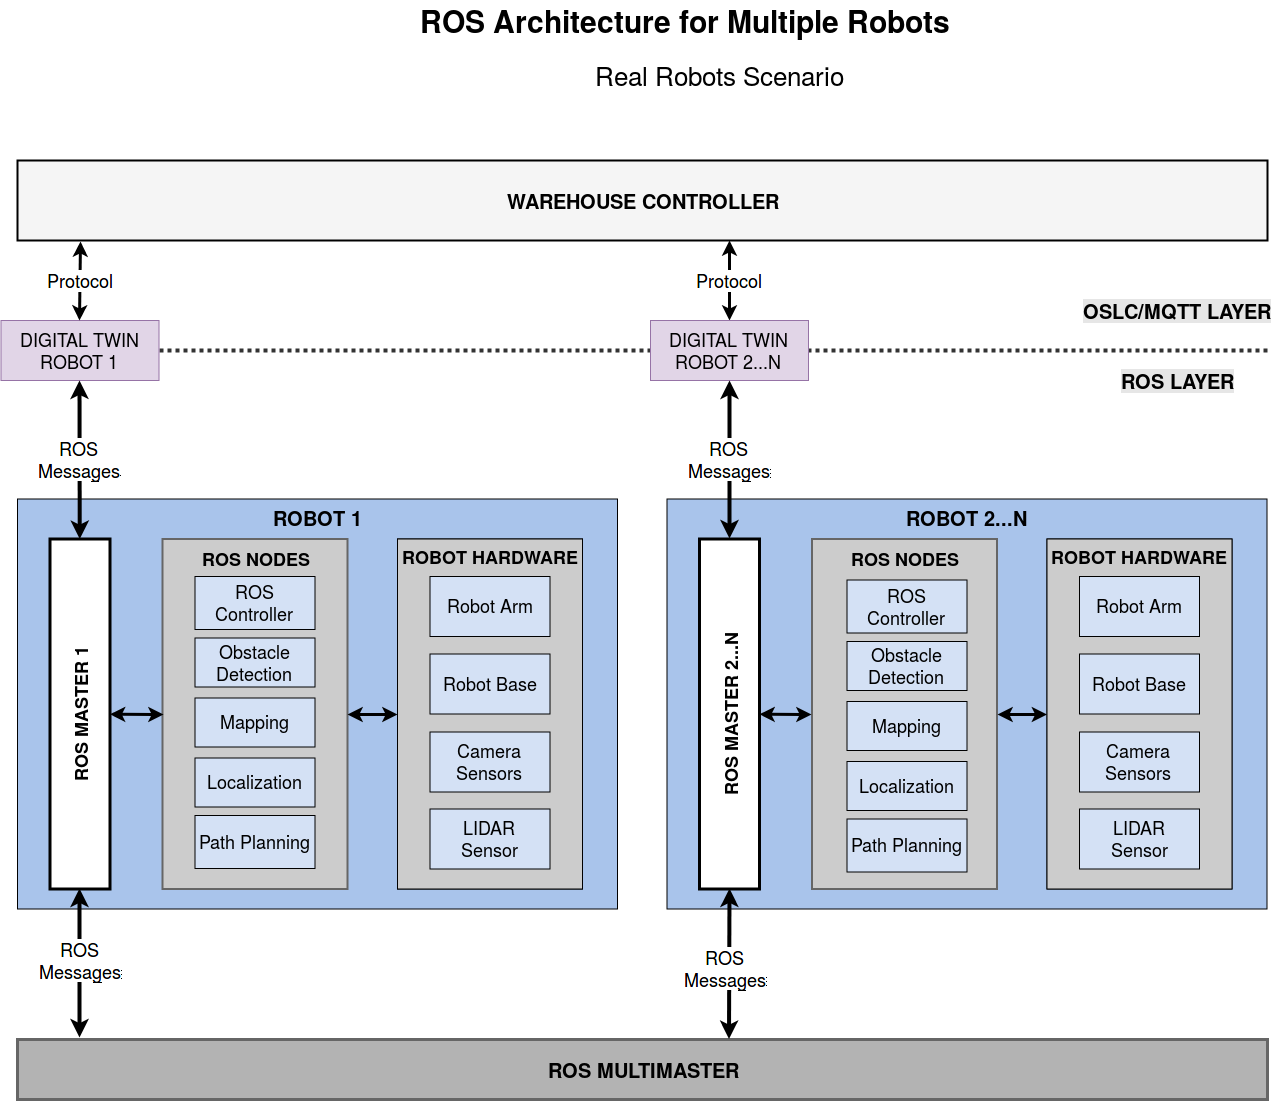 ROS Architecture for Multiple Robots
Real Robots Scenario
WAREHOUSE CONTROLLER
Protocol
Protocol
OSLC/MQTT LAYER
DIGITAL TWIN
ROBOT 1
DIGITAL TWIN
ROBOT 2...N
ROS LAYER
ROS
Messages
ROS
Messages
ROBOT 1
ROS MASTER 1
ROS NODES
ROS
Controller
Obstacle
Detection
Mapping
Localization
Path Planning
ROBOT HARDWARE
Robot Arm
Robot Base
Camera
Sensors
LIDAR
Sensor
ROBOT 2...N
ROS MASTER 2...N
ROS NODES
ROS
Controller
Obstacle
Detection
Mapping
Localization
Path Planning
ROBOT HARDWARE
Robot Arm
Robot Base
Camera
Sensors
LIDAR
Sensor
ROS
Messages
ROS
Messages
ROS MULTIMASTER